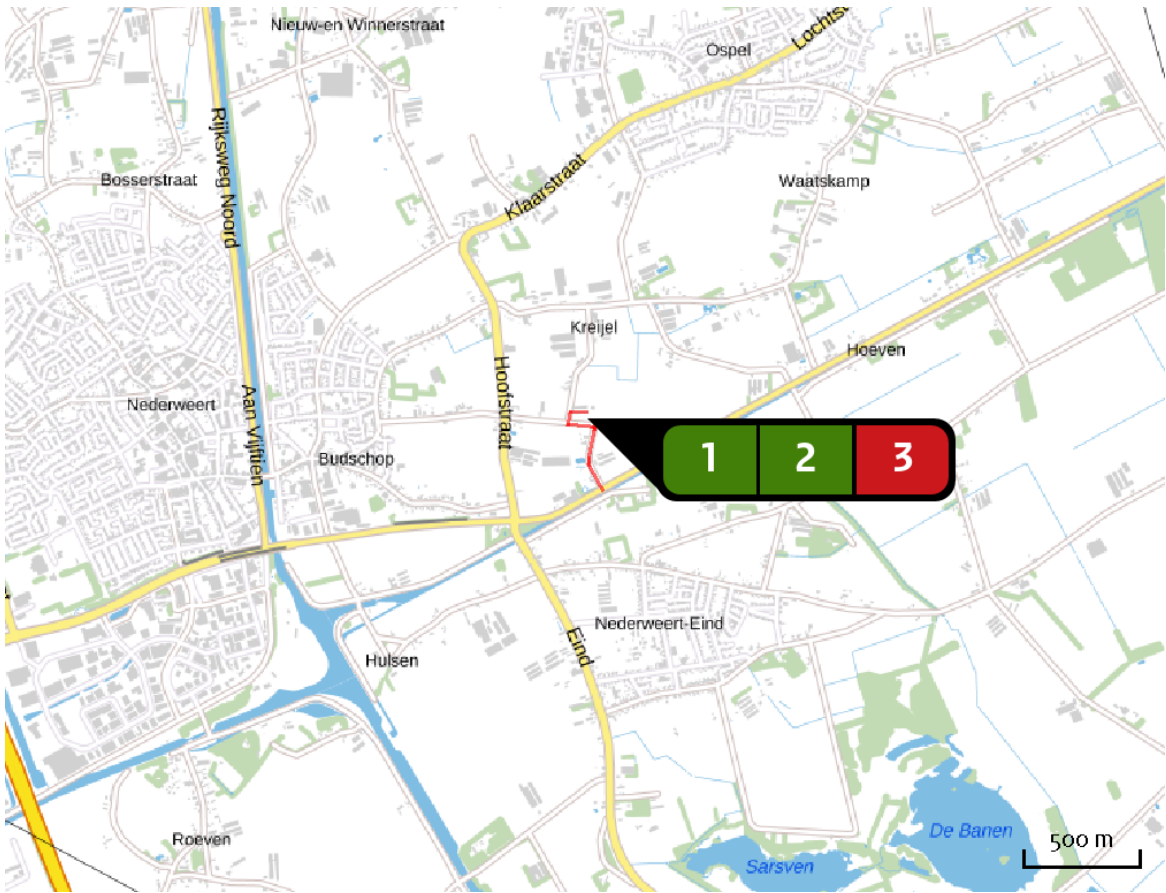 Nieuw-en Winnerstraat
Ospel
Lochts
Rijksweg Noord
Bosserstraat
Klaarstraat
Waatskamp
Kreijel
Hoeven
Hoofstraat
Nederweert
Aan Vijftien
Budschop
1 2 3
Nederweert-Eind
Eind
Hulsen
Roeven
De Banen
Sarsven
500 m